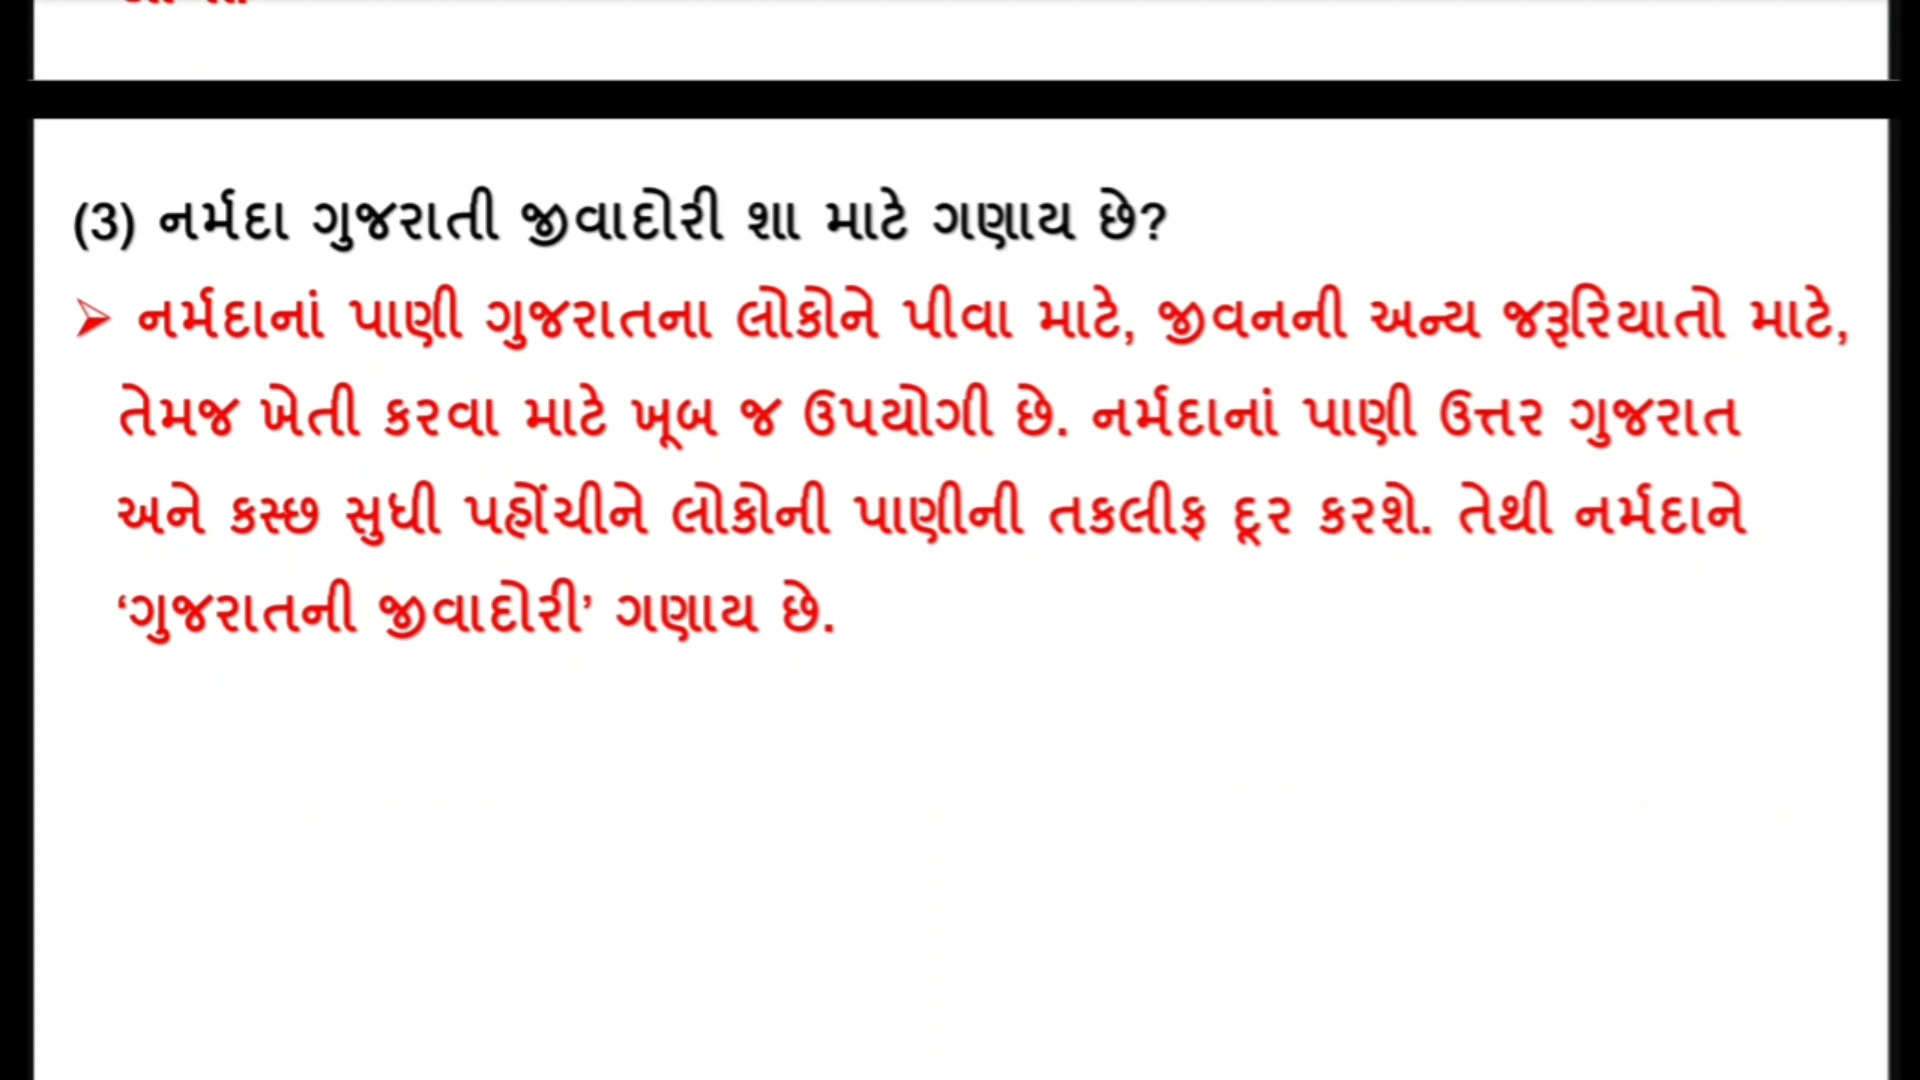 (3) નર્મદા ગુજરાતી જીવાદોરી શા માટે ગણાય છે?
➢ નર્મદાનાં પાણી ગુજરાતના લોકોને પીવા માટે, જીવનની અન્ય જરૂરિયાતો માટે,
તેમજ ખેતી કરવા માટે ખૂબ જ ઉપયોગી છે. નર્મદાનાં પાણી ઉત્તર ગુજરાત
અને કસ્છ સુધી પહોંચીને લોકોની પાણીની તકલીફ દૂર કરશે. તેથી નર્મદાને
‘ગુજરાતની જીવાદોરી’ ગણાય છે.